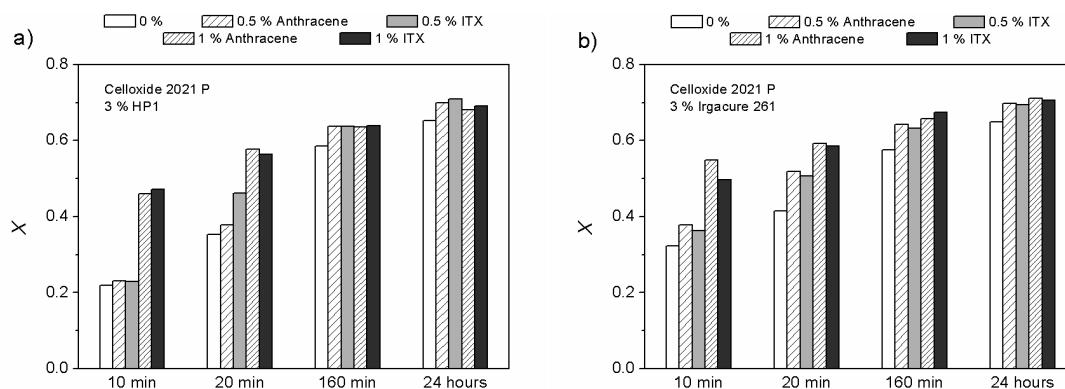 0 %
0.5 % Anthracene
0.5 % ITX
1 % Anthracene
1 % ITX
a)
Celloxide 2021 P
3 % HP1
0.8
0.6
0.4
0.2
0.0
X
10 min
20 min
160 min
24 hours
0 %
0.5 % Anthracene
0.5 % ITX
1 % Anthracene
1 % ITX
b)
Celloxide 2021 P
3 % Irgacure 261
0.8
0.6
0.4
0.2
0.0
X
10 min
20 min
160 min
24 hours